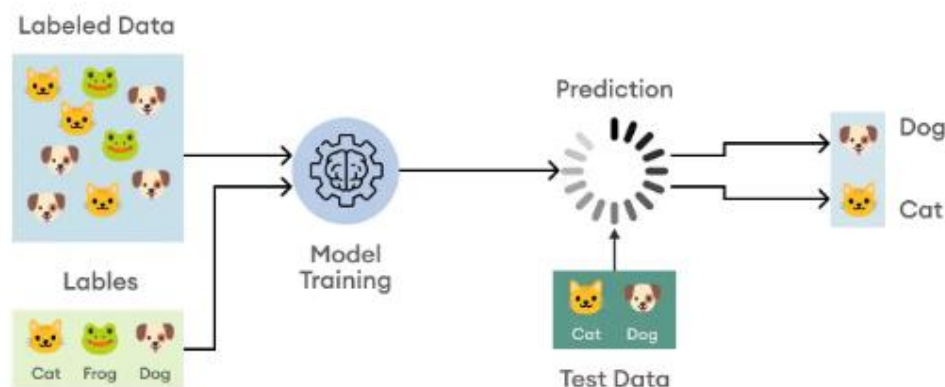 Labeled Data
Prediction
Dog
Cat
Model
Training
Lables
Cat Frog Dog
Cat Dog
Test Data